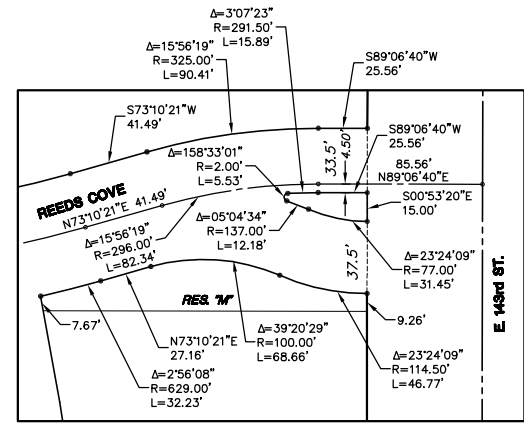 Δ=3°07'23"
R=291.50'
L=15.89'
Δ=15°56'19"
R=325.00'
L=90.41'
S89°06'40"W
25.56'
S73°10'21"W
41.49'
Δ=158°33'01"
R=2.00'
L=5.53'
33.5'
4.50'
S89°06'40"W
25.56'
85.56'
N89°06'40"E
REEDS COVE
N73°10'21"E 41.49'
Δ=05°04'34"
R=137.00'
L=12.18'
S00°53'20"E
15.00'
Δ=15°56'19"
R=296.00'
L=82.34'
37.5'
Δ=23°24'09"
R=77.00'
L=31.45'
RES. "M"
7.67'
N73°10'21"E
27.16'
Δ=39°20'29"
R=100.00'
L=68.66'
9.26'
Δ=2°56'08"
R=629.00'
L=32.23'
Δ=23°24'09"
R=114.50'
L=46.77'
E. 143rd ST.